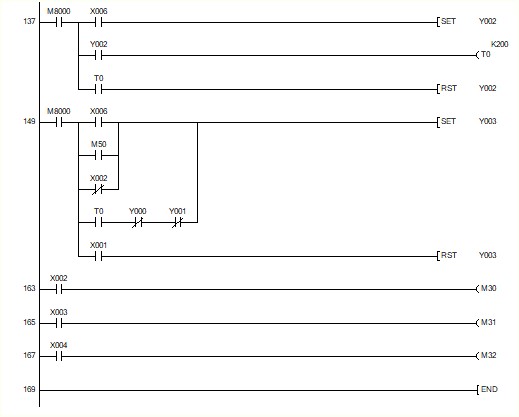 137 M8000 X006 SET Y002
Y002 K200
T0
T0 RST Y002
149 M8000 X006 SET Y003
M50
X002
T0 Y000 Y001
X001 RST Y003
163 X002 M30
165 X003 M31
167 X004 M32
169 END